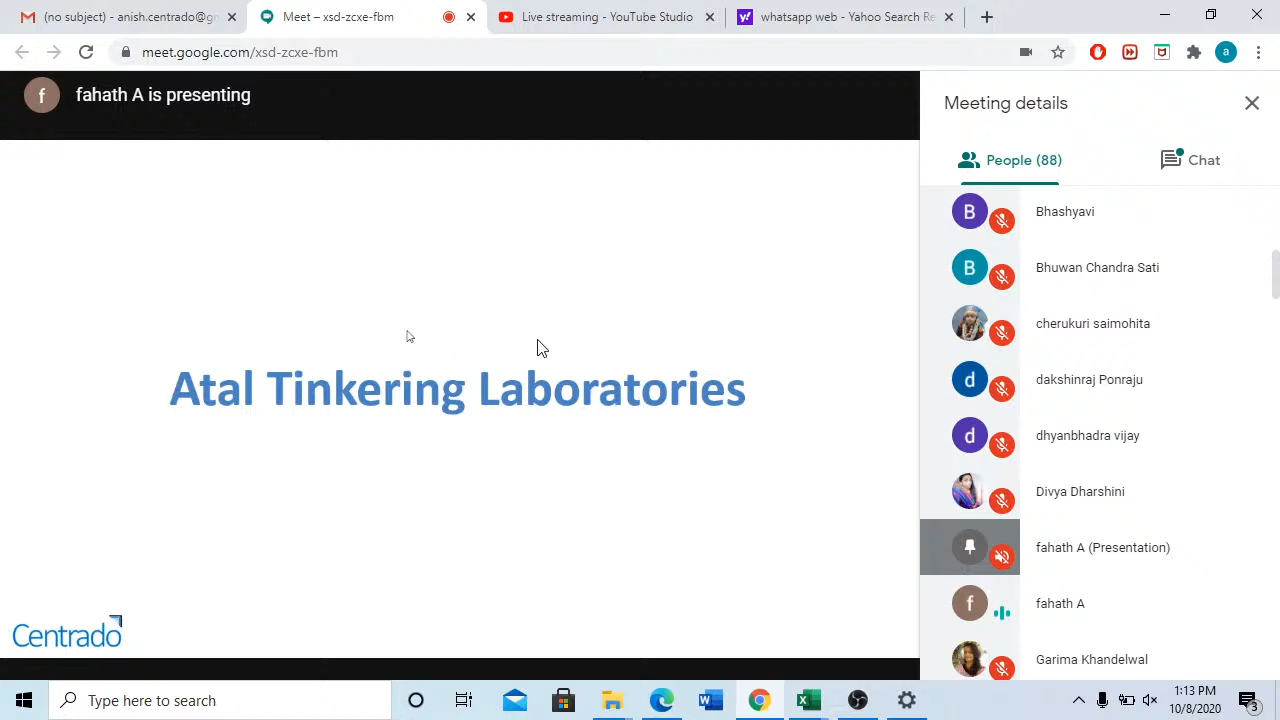 (no subject) - anish.centrado@gr
Meet – xsd-zcxe-fbm
Live streaming - YouTube Studio
whatsapp web - Yahoo Search Re
meet.google.com/xsd-zcxe-fbm
a
f
fahath A is presenting
Meeting details
People (88)
Chat
B
Bhashyavi
B
Bhuwan Chandra Sati
cherukuri saimohita
d
dakshinraj Ponraju
d
dhyanbhadra vijay
Divya Dharshini
fahath A (Presentation)
f
fahath A
Garima Khandelwal
Atal Tinkering Laboratories
Centrado
Type here to search
1:13 PM
10/8/2020
3